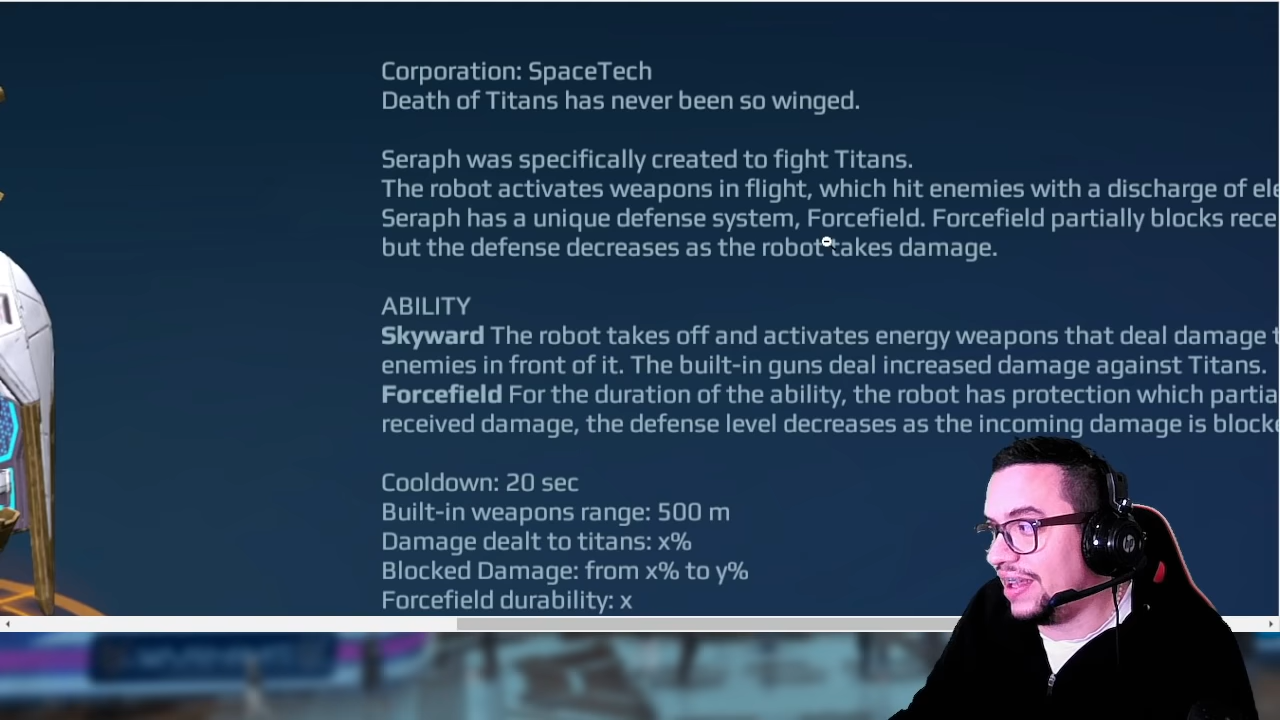 Corporation: SpaceTech
Death of Titans has never been so winged.
Seraph was specifically created to fight Titans.
The robot activates weapons in flight, which hit enemies with a discharge of ele
Seraph has a unique defense system, Forcefield. Forcefield partially blocks rece
but the defense decreases as the robot takes damage.
ABILITY
Skyward The robot takes off and activates energy weapons that deal damage t
enemies in front of it. The built-in guns deal increased damage against Titans.
Forcefield For the duration of the ability, the robot has protection which partia
received damage, the defense level decreases as the incoming damage is blocke
Cooldown: 20 sec
Built-in weapons range: 500 m
Damage dealt to titans: x%
Blocked Damage: from x% to y%
Forcefield durability: x